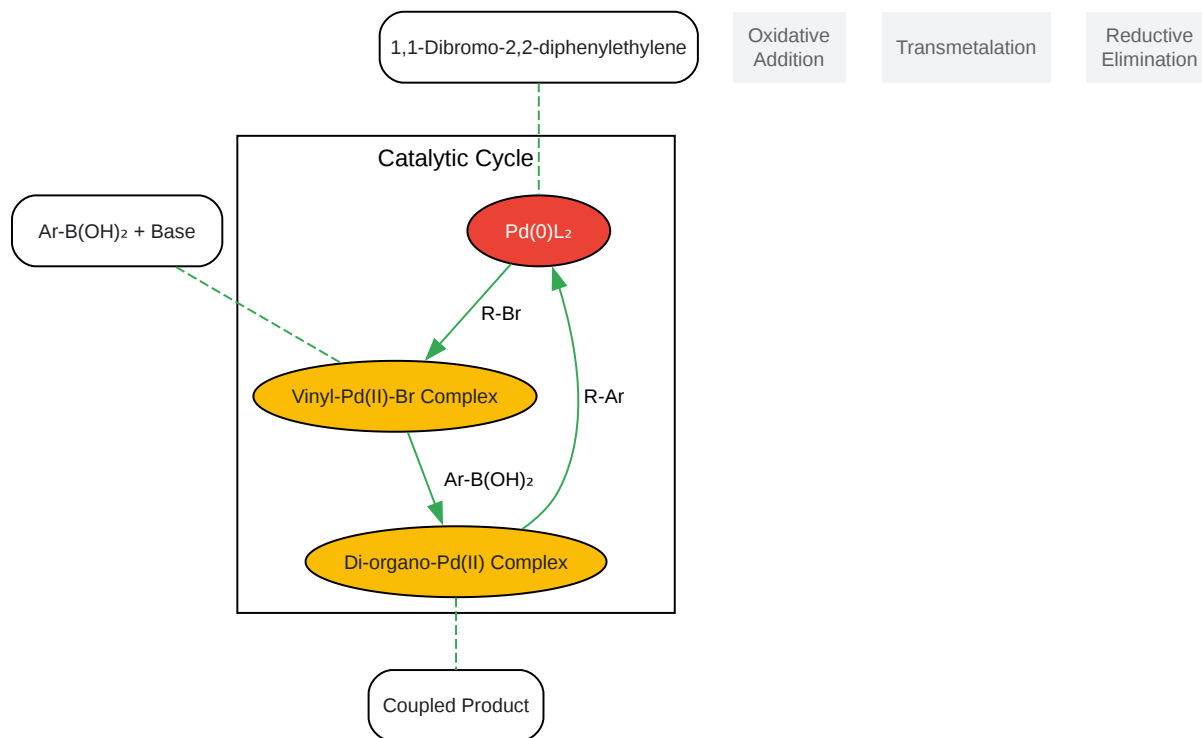 1,1-Dibromo-2,2-diphenylethylene
Oxidative
Addition
Transmetalation
Reductive
Elimination
Catalytic Cycle
Ar-B(OH)₂ + Base
Pd(0)L₂
R-Br
Vinyl-Pd(II)-Br Complex
R-Ar
Ar-B(OH)₂
Di-organo-Pd(II) Complex
Coupled Product